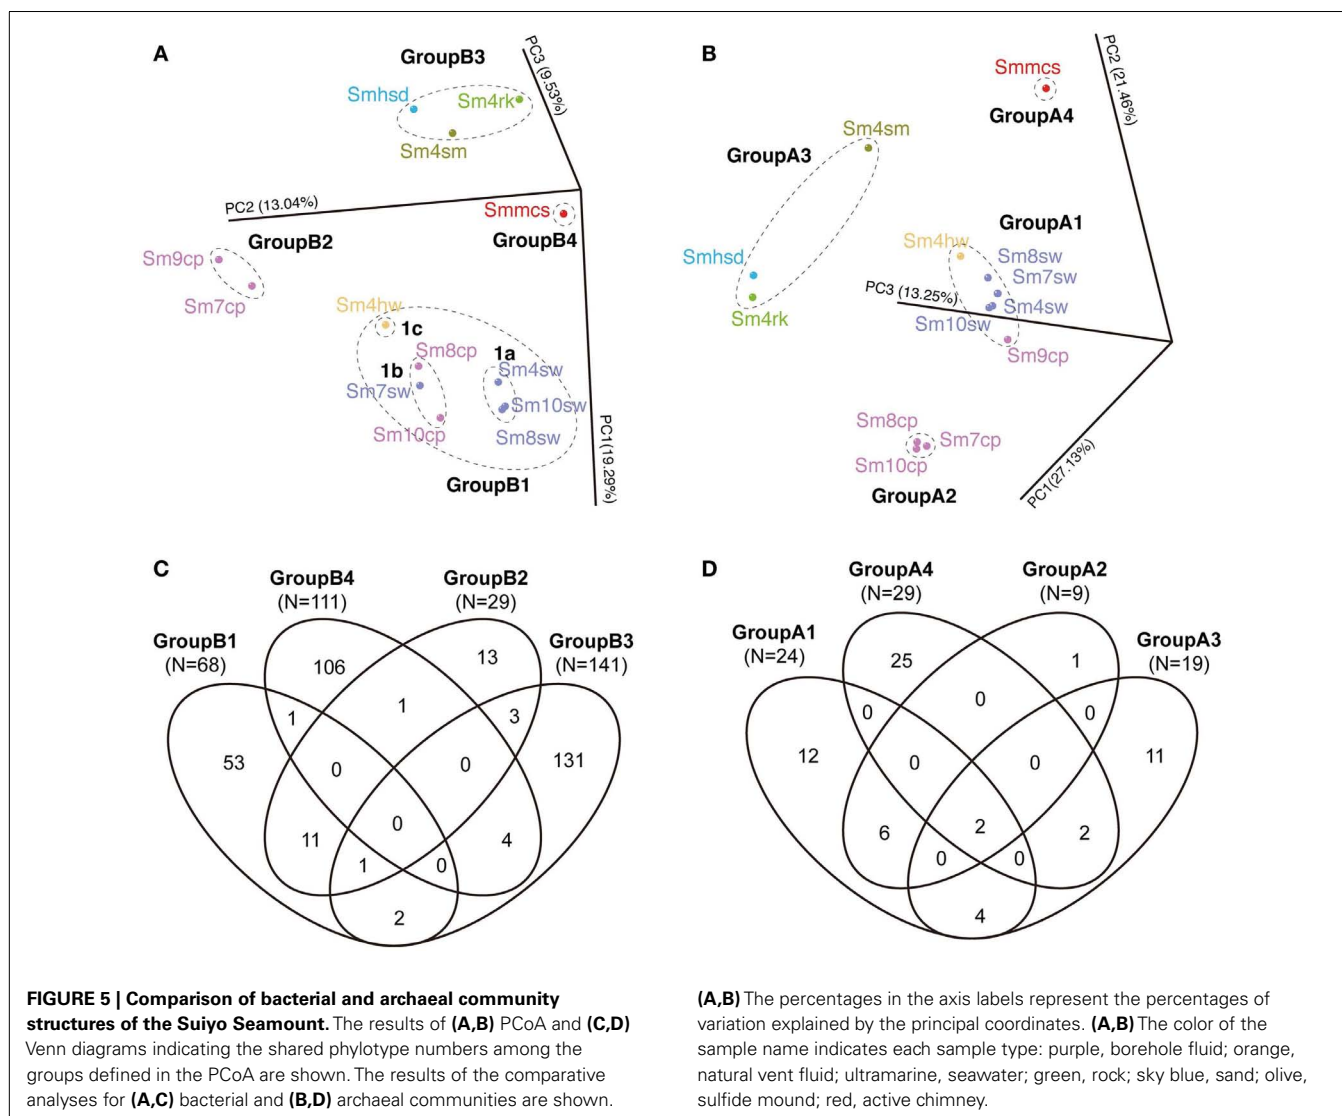 A
GroupB3
PC3 (9.53%)
Smhsd
Sm4rk
Sm4sm
PC2 (13.04%)
GroupB2
Smmcs
GroupB4
Sm9cp
Sm7cp
Sm4hw
1c
Sm8cp
1a
1b
Sm4sw
Sm7sw
Sm10sw
Sm10cp
Sm8sw
GroupB1
PC1(19.29%)
B
Smmcs
PC2 (21.46%)
GroupA4
Sm4sm
GroupA3
GroupA1
Sm4hw
Sm8sw
Smhsd
Sm7sw
PC3 (13.25%)
Sm4sw
Sm4rk
Sm10sw
Sm9cp
Sm8cp
Sm7cp
Sm10cp
GroupA2
PC1(27.13%)
C
GroupB4
(N=111)
GroupB2
(N=29)
GroupB1
(N=68)
GroupB3
(N=141)
106
13
1
1
3
53
0
0
131
11
0
4
1
0
2
D
GroupA4
(N=29)
GroupA2
(N=9)
GroupA1
(N=24)
GroupA3
(N=19)
25
1
0
0
0
12
0
0
11
6
2
2
0
0
4
FIGURE 5 | Comparison of bacterial and archaeal community
structures of the Suiyo Seamount. The results of (A,B) PCoA and (C,D)
Venn diagrams indicating the shared phylotype numbers among the
groups defined in the PCoA are shown. The results of the comparative
analyses for (A,C) bacterial and (B,D) archaeal communities are shown.
(A,B) The percentages in the axis labels represent the percentages of
variation explained by the principal coordinates. (A,B) The color of the
sample name indicates each sample type: purple, borehole fluid; orange,
natural vent fluid; ultramarine, seawater; green, rock; sky blue, sand; olive,
sulfide mound; red, active chimney.